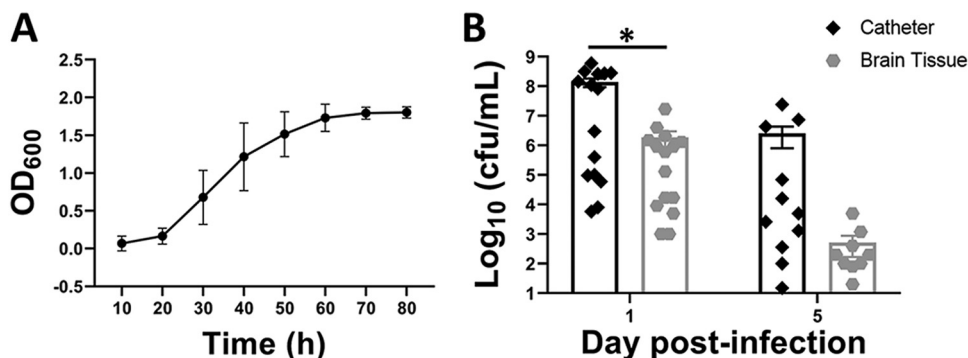 A
OD600
2.5
2.0
1.5
1.0
0.5
0.0
-0.5
10 20 30 40 50 60 70 80
Time (h)
B
Catheter
Brain Tissue
*
Log10 (cfu/mL)
9
8
7
6
5
4
3
2
1
1 5
Day post-infection